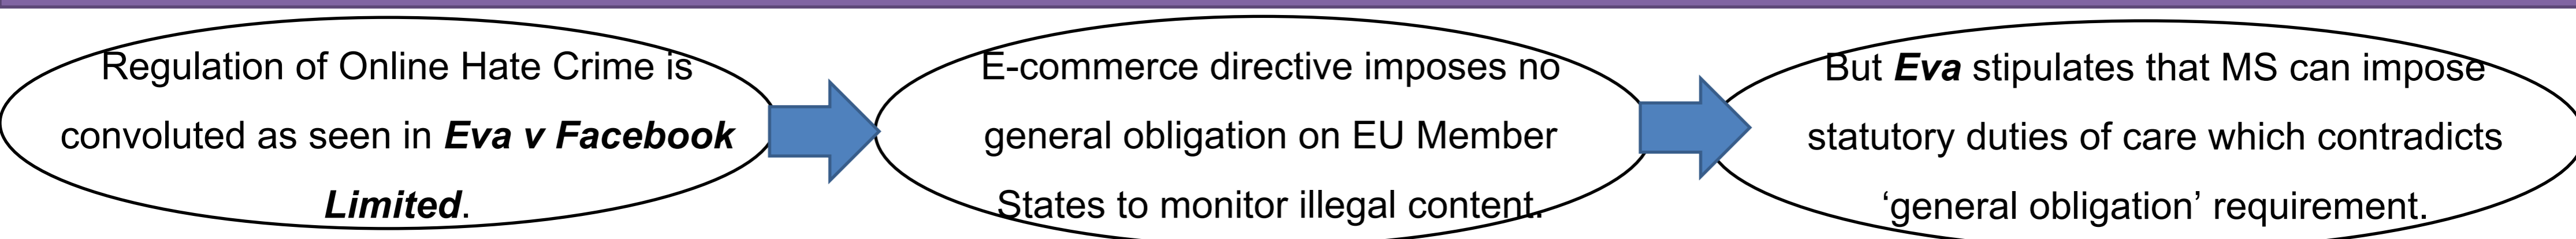 Regulation of Online Hate Crime is
convoluted as seen in Eva v Facebook
Limited.
E-commerce directive imposes no
general obligation on EU Member
States to monitor illegal content.
But Eva stipulates that MS can impose
statutory duties of care which contradicts
‘general obligation’ requirement.